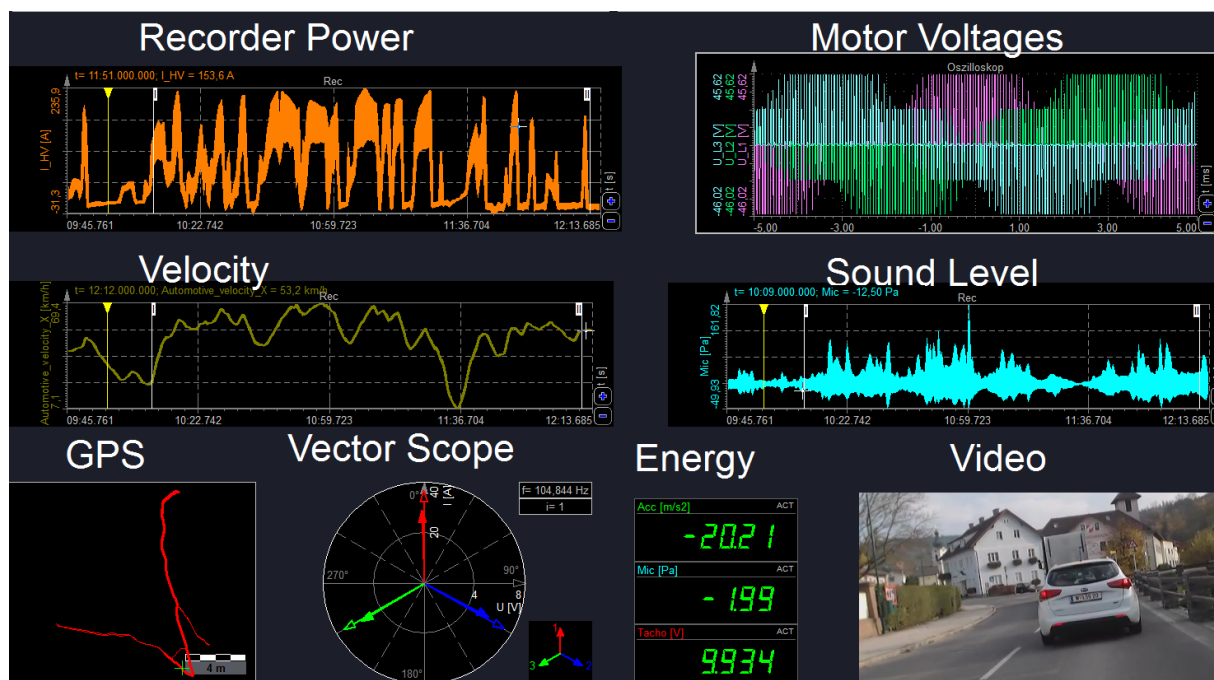 Recorder Power
t= 11:51.000.000; I_HV = 153,6 A
Rec
235,9
I_HV [A]
-31,3
I
II
t [s]
+
−
09:45.761
10:22.742
10:59.723
11:36.704
12:13.685
Motor Voltages
Oszilloskop
45,62
45,62
45,62
U_L3 [V]
U_L2 [V]
U_L1 [V]
-46,02
-46,02
-46,02
t [ms]
+
−
-5.00
-3.00
-1.00
1.00
3.00
5.00
Velocity
t= 12:12.000.000; Automotive_velocity_X = 53,2 km/h
Rec
69,4
Automotive_velocity_X [km/h]
7,1
I
II
t [s]
+
−
09:45.761
10:22.742
10:59.723
11:36.704
12:13.685
Sound Level
t= 10:09.000.000; Mic = -12,50 Pa
Rec
161,82
Mic [Pa]
-49,93
I
II
t [s]
+
−
09:45.761
10:22.742
10:59.723
11:36.704
12:13.685
GPS
4 m
Vector Scope
0°
40
I [A]
20
270°
90°
4
8
U [V]
180°
f= 104,844 Hz
i= 1
1
3
2
Energy
Acc [m/s2] ACT
-20.21
Mic [Pa] ACT
-1.99
Tacho [V] ACT
9.934
Video